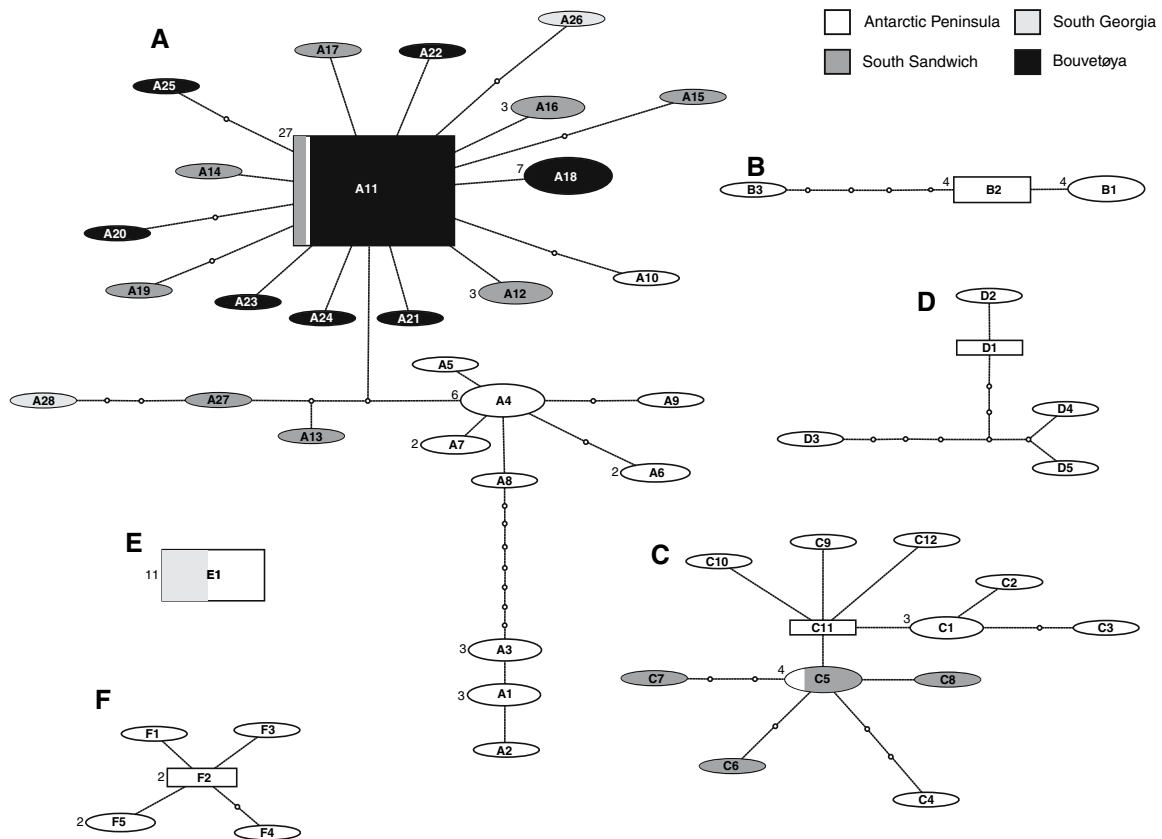 Antarctic Peninsula
South Georgia
South Sandwich
Bouvetøya
A
A26
A17
A22
A25
3 A16
A15
27
A11
7 A18
A14
A20
A19
A23
A24
A21
3 A12
A10
A5
A28
A27
A13
6 A4
A9
2 A7
2 A6
A8
3 A3
3 A1
A2
B
B3
4 B2
4 B1
D
D2
D1
D3
D4
D5
E
11 E1
C
C10
C9
C12
C2
C11
3 C1
C3
C7
4 C5
C8
C6
C4
F
F1
F3
2 F2
2 F5
F4